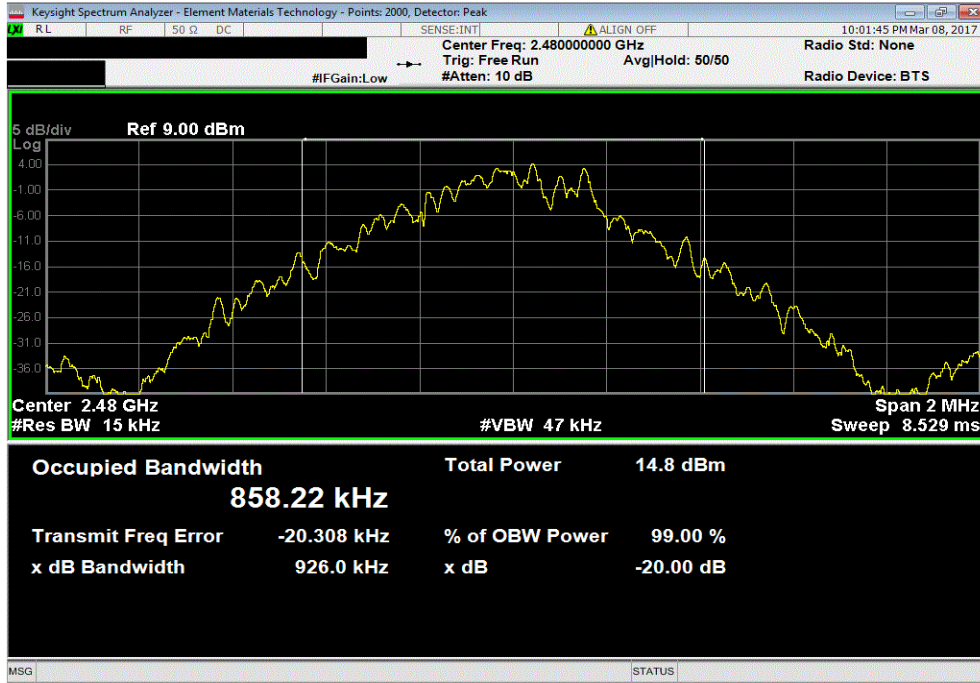 Keysight Spectrum Analyzer - Element Materials Technology - Points: 2000, Detector: Peak
LXI RL RF 50 Ω DC SENSE:INT ALIGN OFF 10:01:45 PM Mar 08, 2017
Center Freq: 2.480000000 GHz Radio Std: None
Trig: Free Run Avg|Hold: 50/50
#IFGain:Low #Atten: 10 dB Radio Device: BTS
5 dB/div Ref 9.00 dBm
Log
4.00
-1.00
-6.00
-11.0
-16.0
-21.0
-26.0
-31.0
-36.0
Center 2.48 GHz Span 2 MHz
#Res BW 15 kHz #VBW 47 kHz Sweep 8.529 ms
Occupied Bandwidth Total Power 14.8 dBm
858.22 kHz
Transmit Freq Error -20.308 kHz % of OBW Power 99.00 %
x dB Bandwidth 926.0 kHz x dB -20.00 dB
MSG STATUS